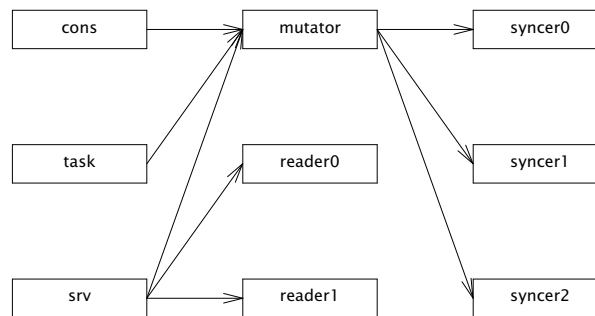 cons
mutator
syncer0
task
reader0
syncer1
srv
reader1
syncer2